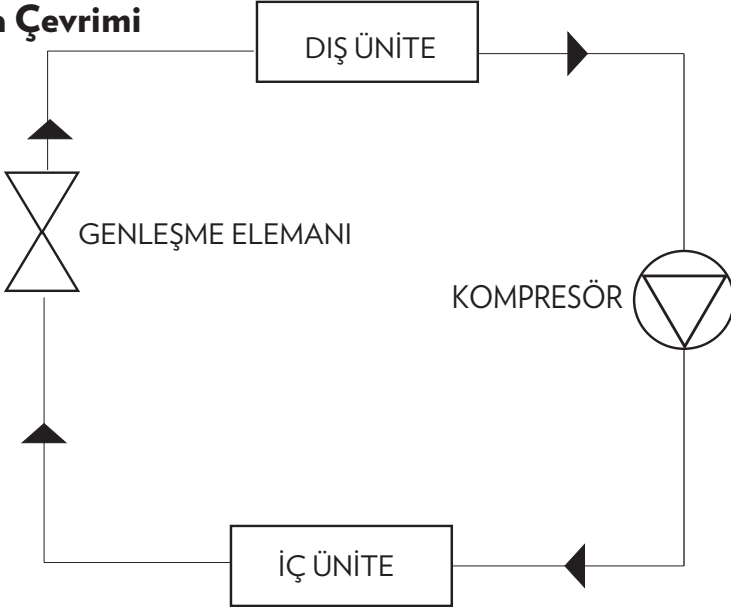 Çevrimi
DIŞ ÜNİTE
GENLEŞME ELEMANI
KOMPRESÖR
İÇ ÜNİTE